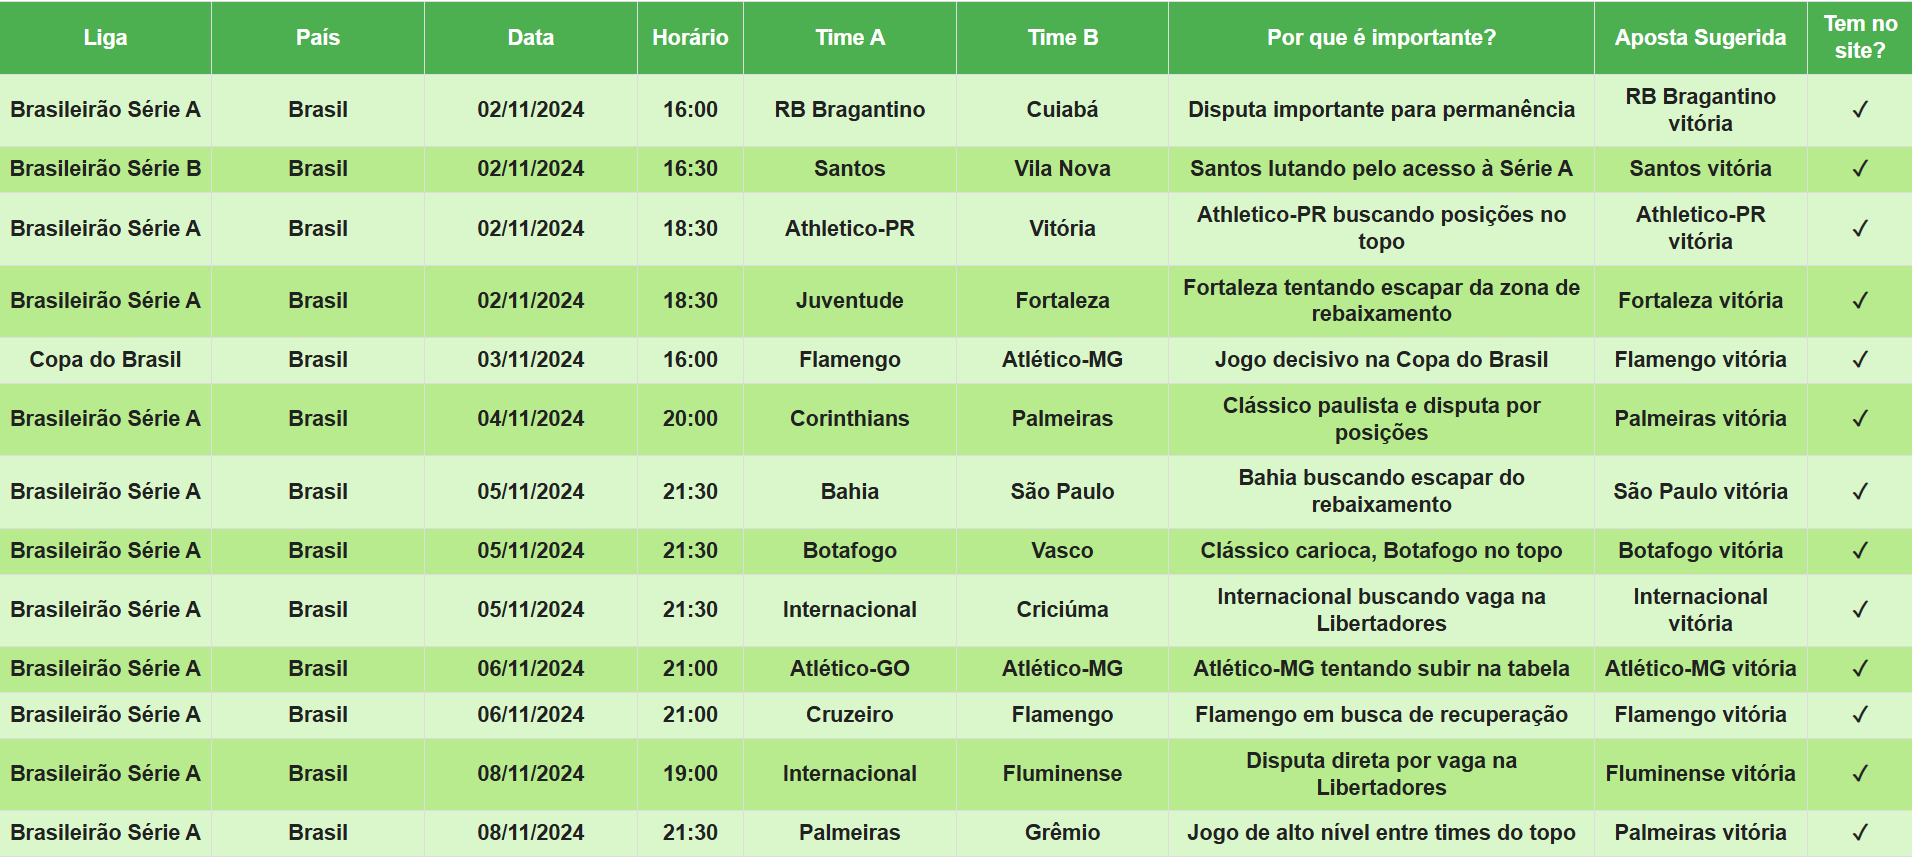 Liga País Data Horário Time A Time B Por que é importante? Aposta Sugerida Tem no site?
Brasileirão Série A Brasil 02/11/2024 16:00 RB Bragantino Cuiabá Disputa importante para permanência RB Bragantino vitória ✓
Brasileirão Série B Brasil 02/11/2024 16:30 Santos Vila Nova Santos lutando pelo acesso à Série A Santos vitória ✓
Brasileirão Série A Brasil 02/11/2024 18:30 Athletico-PR Vitória Athletico-PR buscando posições no topo Athletico-PR vitória ✓
Brasileirão Série A Brasil 02/11/2024 18:30 Juventude Fortaleza Fortaleza tentando escapar da zona de rebaixamento Fortaleza vitória ✓
Copa do Brasil Brasil 03/11/2024 16:00 Flamengo Atlético-MG Jogo decisivo na Copa do Brasil Flamengo vitória ✓
Brasileirão Série A Brasil 04/11/2024 20:00 Corinthians Palmeiras Clássico paulista e disputa por posições Palmeiras vitória ✓
Brasileirão Série A Brasil 05/11/2024 21:30 Bahia São Paulo Bahia buscando escapar do rebaixamento São Paulo vitória ✓
Brasileirão Série A Brasil 05/11/2024 21:30 Botafogo Vasco Clássico carioca, Botafogo no topo Botafogo vitória ✓
Brasileirão Série A Brasil 05/11/2024 21:30 Internacional Criciúma Internacional buscando vaga na Libertadores Internacional vitória ✓
Brasileirão Série A Brasil 06/11/2024 21:00 Atlético-GO Atlético-MG Atlético-MG tentando subir na tabela Atlético-MG vitória ✓
Brasileirão Série A Brasil 06/11/2024 21:00 Cruzeiro Flamengo Flamengo em busca de recuperação Flamengo vitória ✓
Brasileirão Série A Brasil 08/11/2024 19:00 Internacional Fluminense Disputa direta por vaga na Libertadores Fluminense vitória ✓
Brasileirão Série A Brasil 08/11/2024 21:30 Palmeiras Grêmio Jogo de alto nível entre times do topo Palmeiras vitória ✓